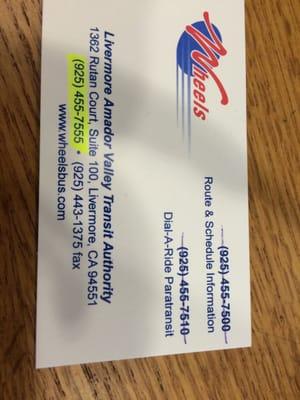 Wheels
(925) 455-7500
Route & Schedule Information
(925) 455-7510
Dial-A-Ride Paratransit
Livermore Amador Valley Transit Authority
1362 Rutan Court, Suite 100, Livermore, CA 94551
(925) 455-7555 • (925) 443-1375 fax
www.wheelsbus.com